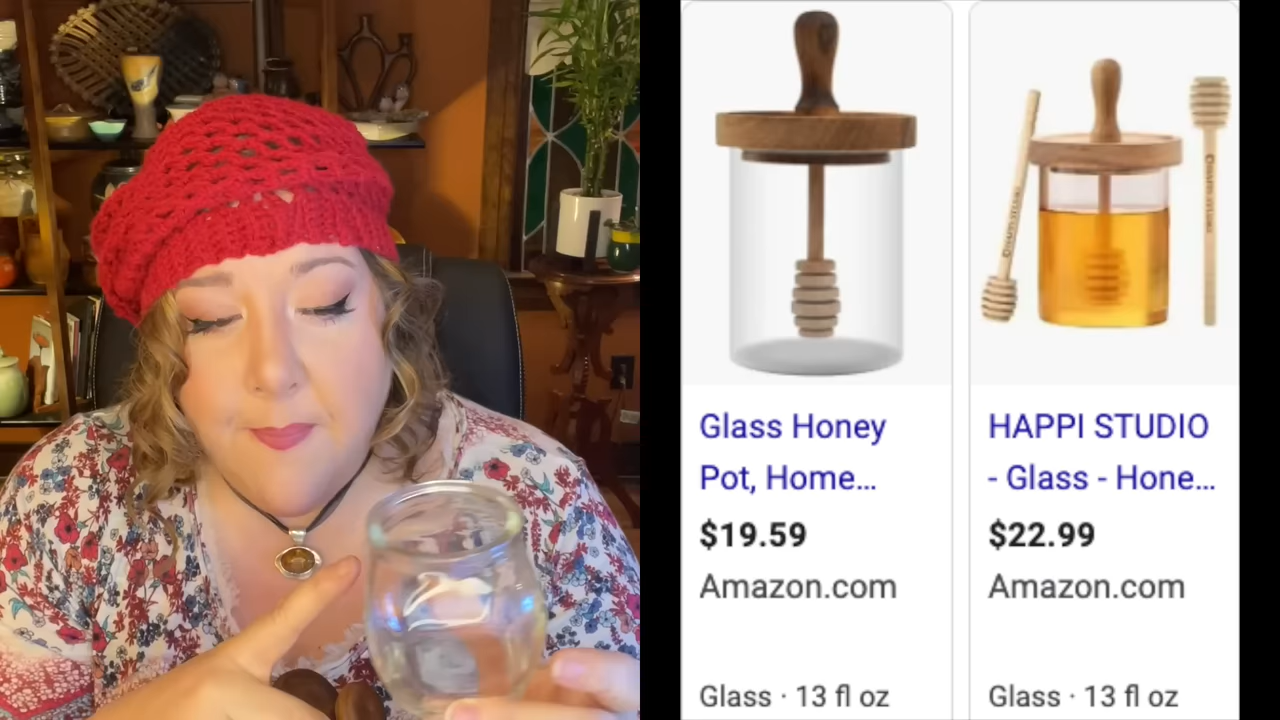 Glass Honey
Pot, Home...
$19.59
Amazon.com
Glass · 13 fl oz
HAPPI STUDIO
- Glass - Hone...
$22.99
Amazon.com
Glass · 13 fl oz